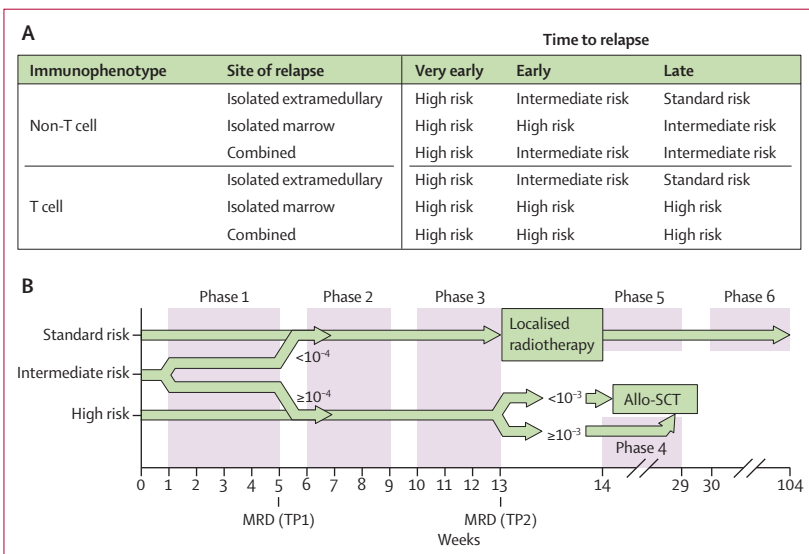 A
Time to relapse
Immunophenotype Site of relapse Very early Early Late
Isolated extramedullary High risk Intermediate risk Standard risk
Non-T cell Isolated marrow High risk High risk Intermediate risk
Combined High risk Intermediate risk Intermediate risk
Isolated extramedullary High risk Intermediate risk Standard risk
T cell Isolated marrow High risk High risk High risk
Combined High risk High risk High risk
B
Phase 1 Phase 2 Phase 3 Phase 5 Phase 6
Standard risk
Localised
radiotherapy
<10⁻⁴
Intermediate risk
≥10⁻⁴
<10⁻³ Allo-SCT
High risk
≥10⁻³
Phase 4
0 1 2 3 4 5 6 7 8 9 10 11 12 13 14 29 30 104
MRD (TP1) MRD (TP2)
Weeks